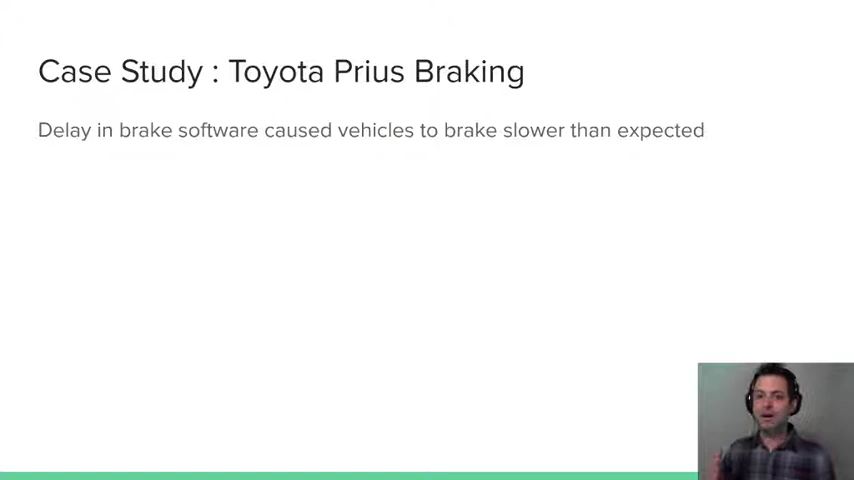 Case Study : Toyota Prius Braking
Delay in brake software caused vehicles to brake slower than expected